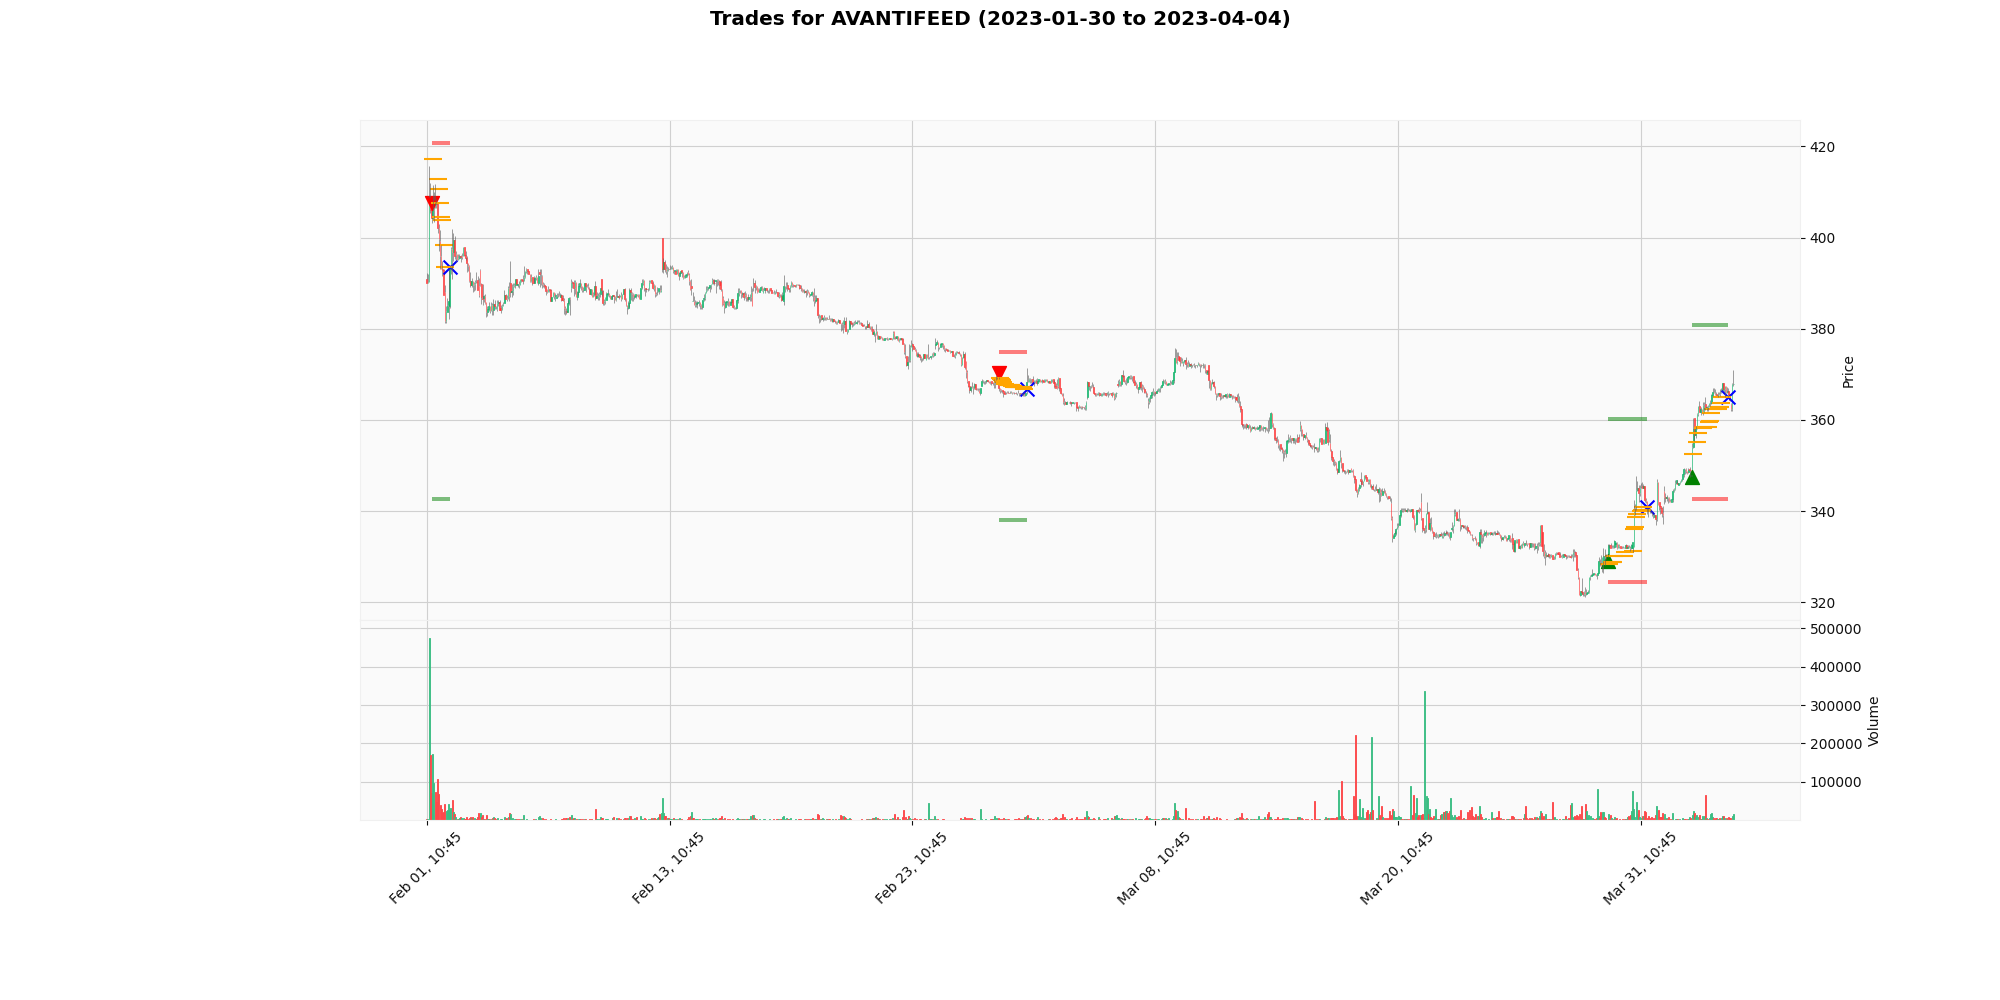 Trades for AVANTIFEED (2023-01-30 to 2023-04-04)
420
400
380
360
340
320
Price
500000
400000
300000
200000
100000
Volume
Feb 01, 10:45
Feb 13, 10:45
Feb 23, 10:45
Mar 08, 10:45
Mar 20, 10:45
Mar 31, 10:45